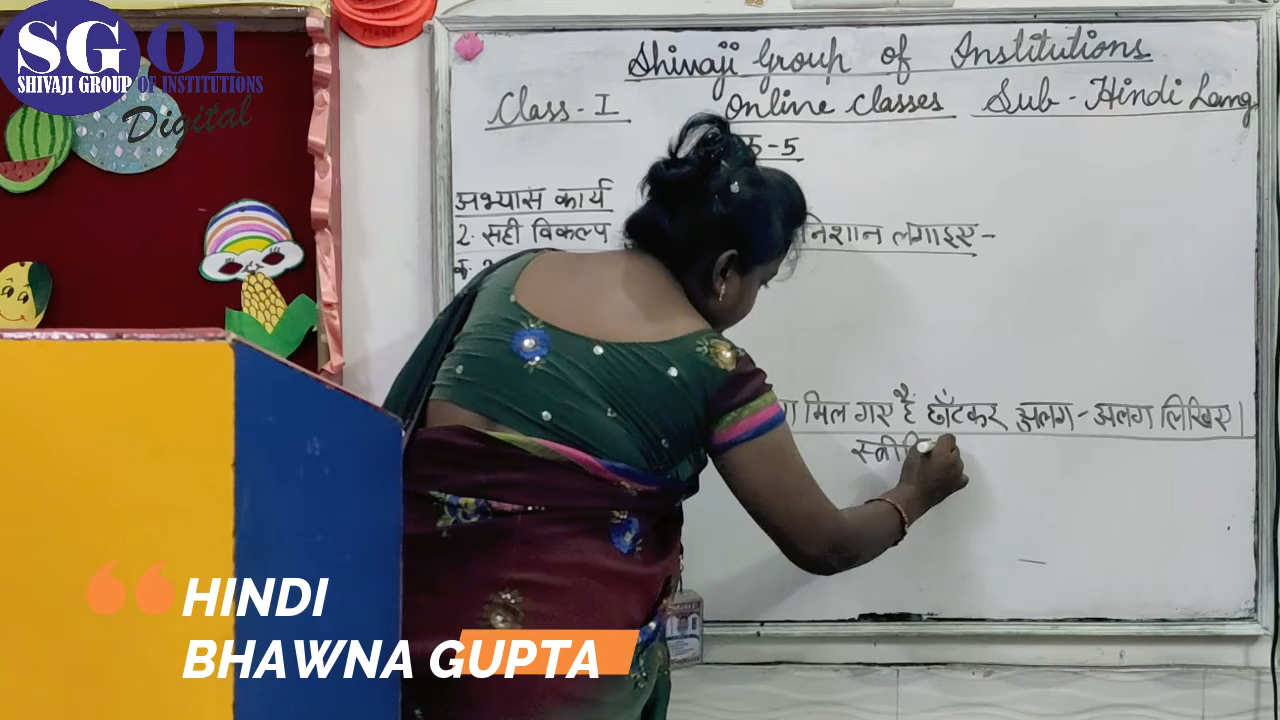 SGOI
SHIVAJI GROUP OF INSTITUTIONS
Digital
Shivaji Group of Institutions
Class - I Online classes Sub - Hindi Lang
-5
अभ्यास कार्य
2. सही विकल्प निशान लगाइए-
मिल गए हैं छाँटकर अलग-अलग लिखिए।
HINDI
BHAWNA GUPTA